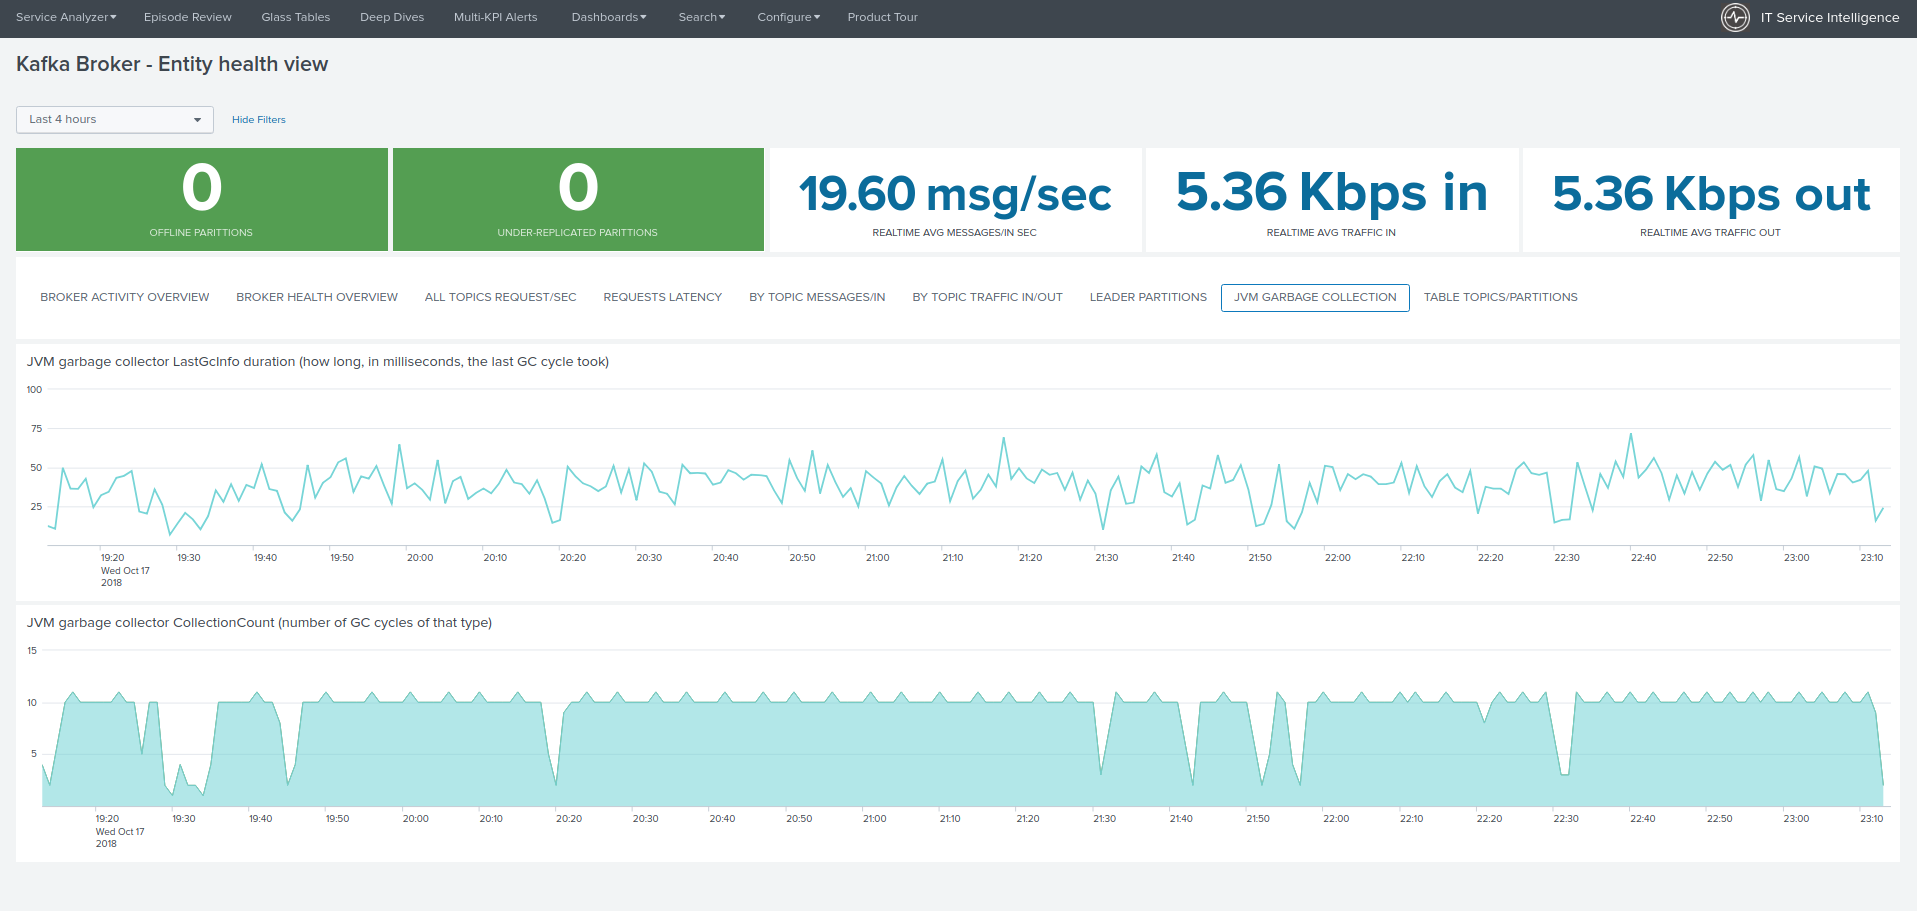 Service Analyzer Episode Review Glass Tables Deep Dives Multi-KPI Alerts Dashboards Search Configure Product Tour IT Service Intelligence
Kafka Broker - Entity health view
Last 4 hours Hide Filters
0 0 19.60 msg/sec 5.36 Kbps in 5.36 Kbps out
OFFLINE PARITTIONS UNDER-REPLICATED PARITTIONS REALTIME AVG MESSAGES/IN SEC REALTIME AVG TRAFFIC IN REALTIME AVG TRAFFIC OUT
BROKER ACTIVITY OVERVIEW BROKER HEALTH OVERVIEW ALL TOPICS REQUEST/SEC REQUESTS LATENCY BY TOPIC MESSAGES/IN BY TOPIC TRAFFIC IN/OUT LEADER PARTITIONS JVM GARBAGE COLLECTION TABLE TOPICS/PARTITIONS
JVM garbage collector LastGcInfo duration (how long, in milliseconds, the last GC cycle took)
100
75
50
25
19:20 19:30 19:40 19:50 20:00 20:10 20:20 20:30 20:40 20:50 21:00 21:10 21:20 21:30 21:40 21:50 22:00 22:10 22:20 22:30 22:40 22:50 23:00 23:10
Wed Oct 17
2018
JVM garbage collector CollectionCount (number of GC cycles of that type)
15
10
5
19:20 19:30 19:40 19:50 20:00 20:10 20:20 20:30 20:40 20:50 21:00 21:10 21:20 21:30 21:40 21:50 22:00 22:10 22:20 22:30 22:40 22:50 23:00 23:10
Wed Oct 17
2018